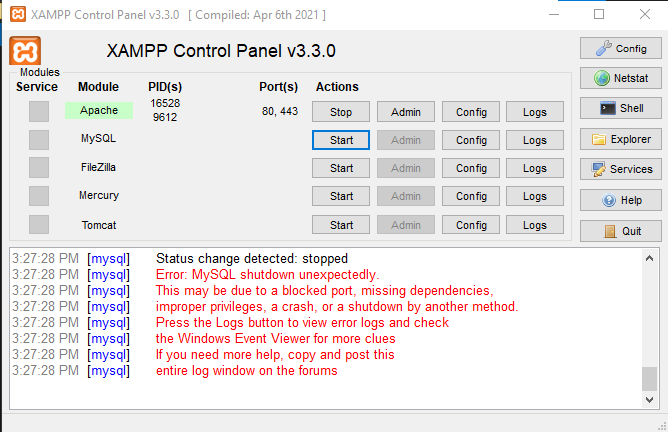 XAMPP Control Panel v3.3.0 [ Compiled: Apr 6th 2021 ]
XAMPP Control Panel v3.3.0
Config
Modules
Service Module PID(s) Port(s) Actions
Netstat
Apache 16528 9612 80, 443 Stop Admin Config Logs
Shell
MySQL Start Admin Config Logs
Explorer
FileZilla Start Admin Config Logs
Services
Mercury Start Admin Config Logs
Help
Tomcat Start Admin Config Logs
Quit
3:27:28 PM [mysql] Status change detected: stopped
3:27:28 PM [mysql] Error: MySQL shutdown unexpectedly.
3:27:28 PM [mysql] This may be due to a blocked port, missing dependencies,
3:27:28 PM [mysql] improper privileges, a crash, or a shutdown by another method.
3:27:28 PM [mysql] Press the Logs button to view error logs and check
3:27:28 PM [mysql] the Windows Event Viewer for more clues
3:27:28 PM [mysql] If you need more help, copy and post this
3:27:28 PM [mysql] entire log window on the forums